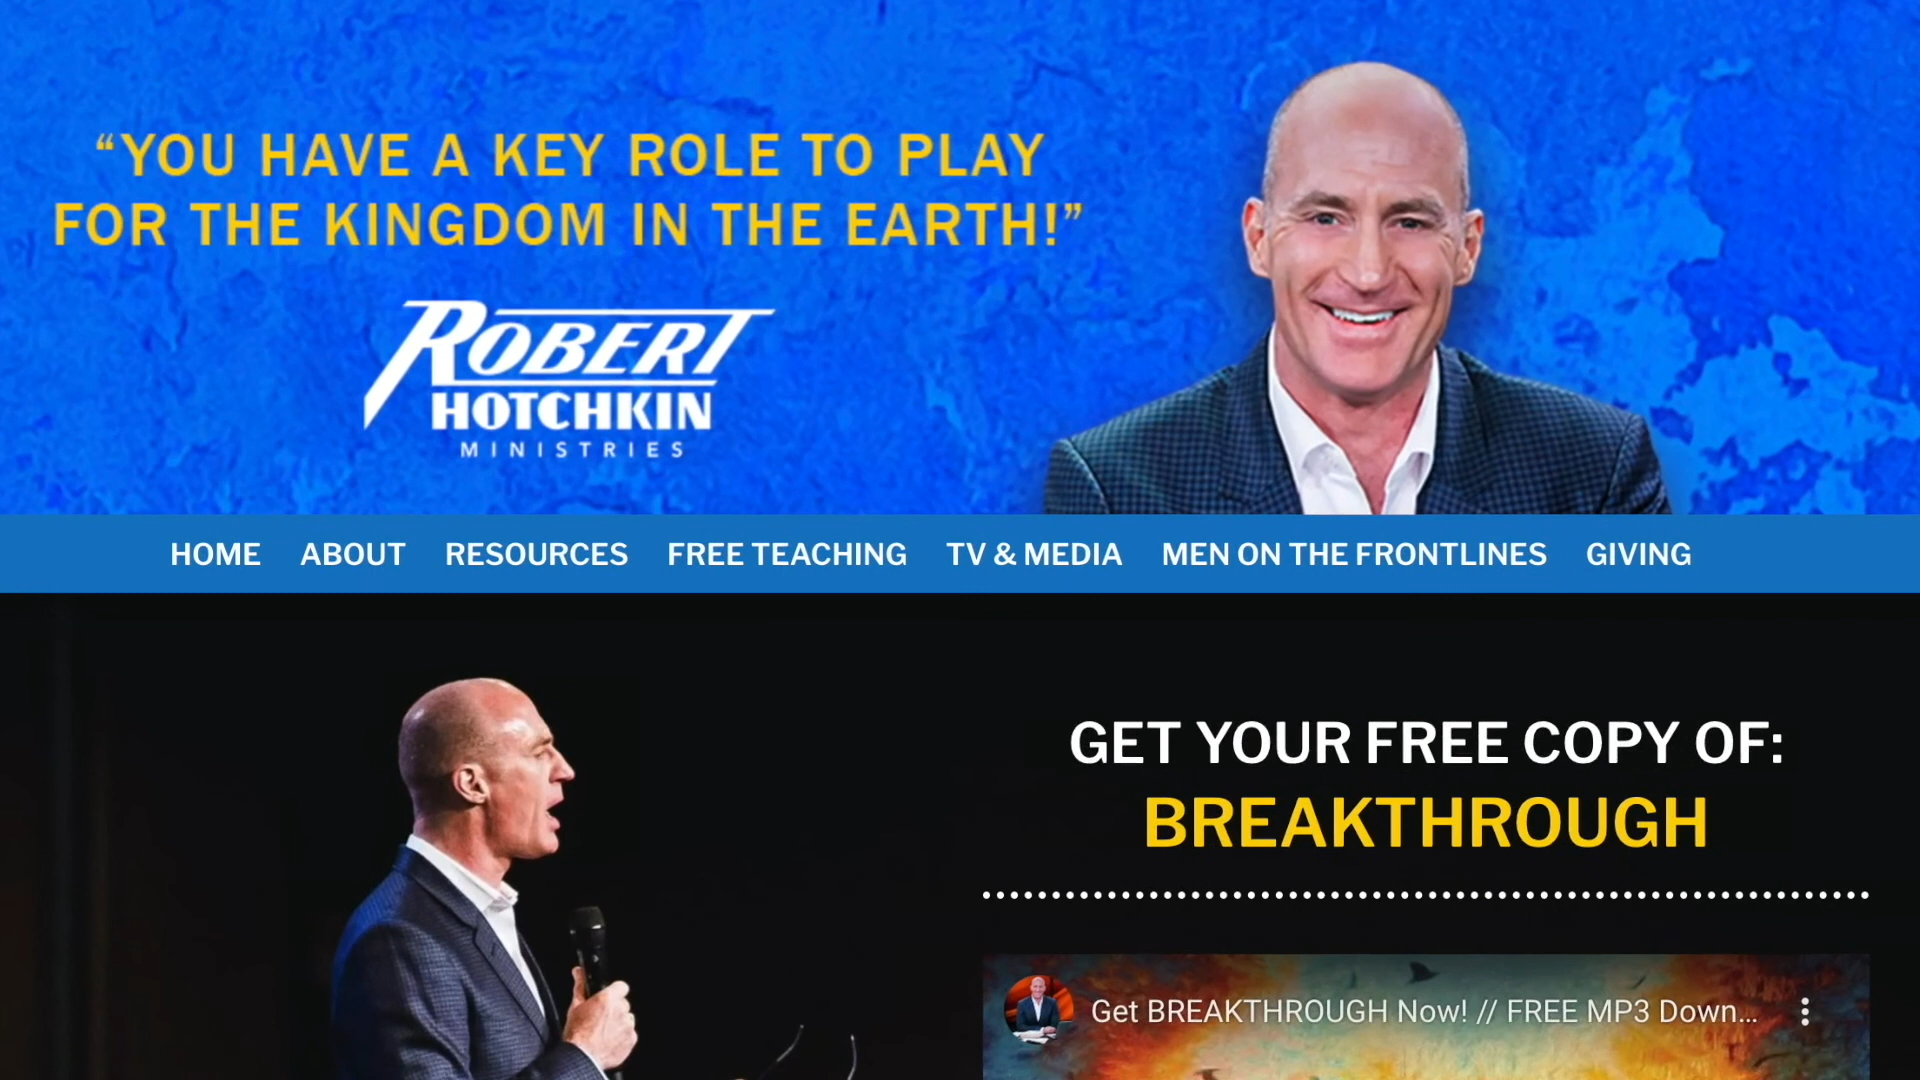 “YOU HAVE A KEY ROLE TO PLAY
FOR THE KINGDOM IN THE EARTH!”
ROBERT
HOTCHKIN
MINISTRIES
HOME ABOUT RESOURCES FREE TEACHING TV & MEDIA MEN ON THE FRONTLINES GIVING
GET YOUR FREE COPY OF:
BREAKTHROUGH
Get BREAKTHROUGH Now! // FREE MP3 Down...